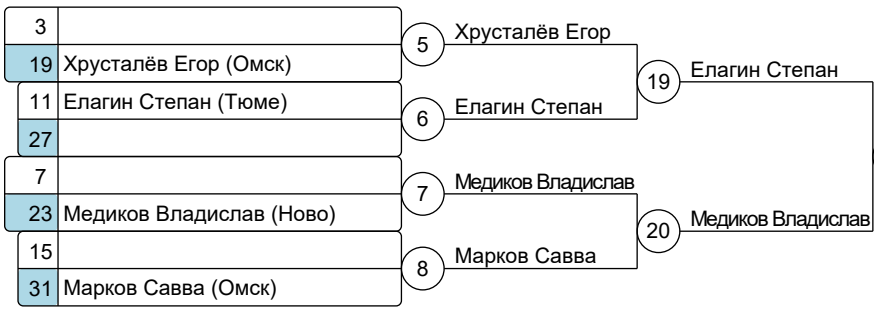 3
19 Хрусталёв Егор (Омск)
11 Елагин Степан (Тюме)
27
7
23 Медиков Владислав (Ново)
15
31 Марков Савва (Омск)
5 Хрусталёв Егор
6 Елагин Степан
7 Медиков Владислав
8 Марков Савва
19 Елагин Степан
20 Медиков Владислав